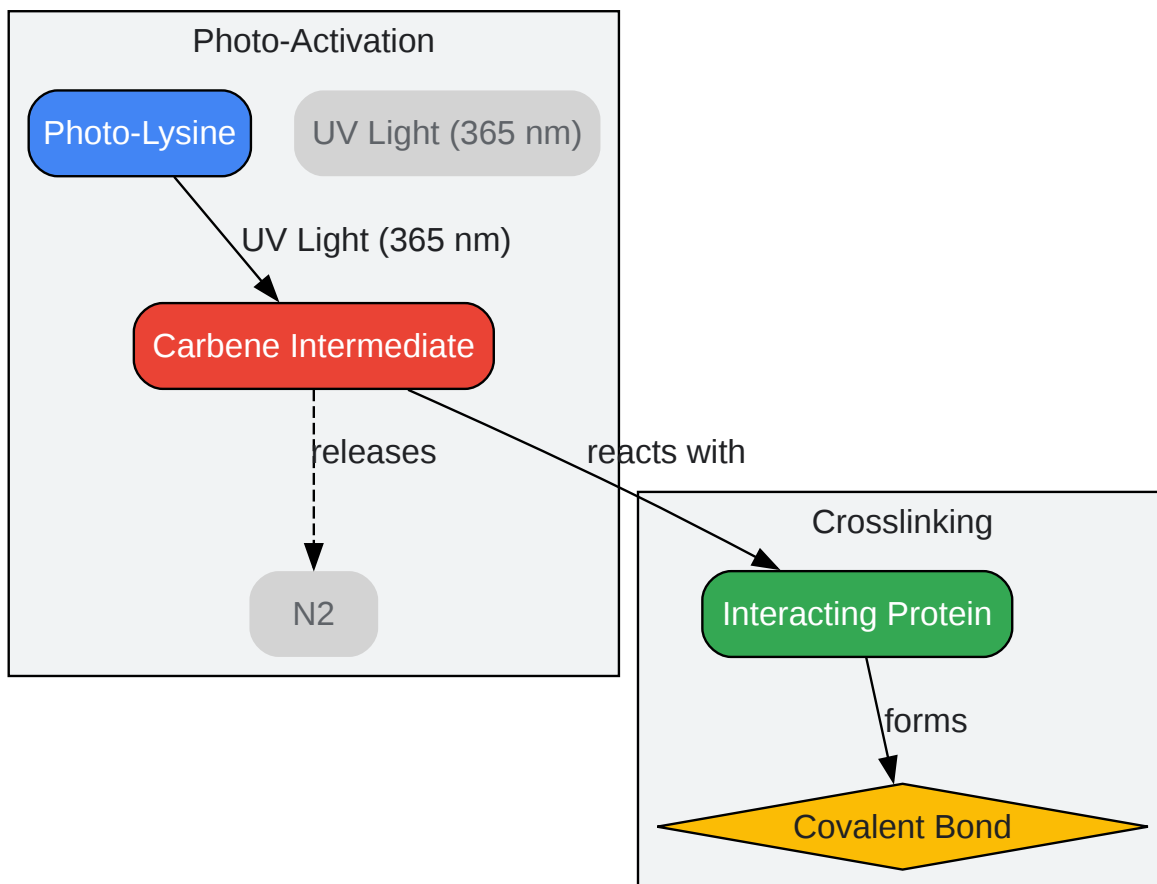 Photo-Activation
Photo-Lysine
UV Light (365 nm)
UV Light (365 nm)
Carbene Intermediate
releases
reacts with
N2
Crosslinking
Interacting Protein
forms
Covalent Bond